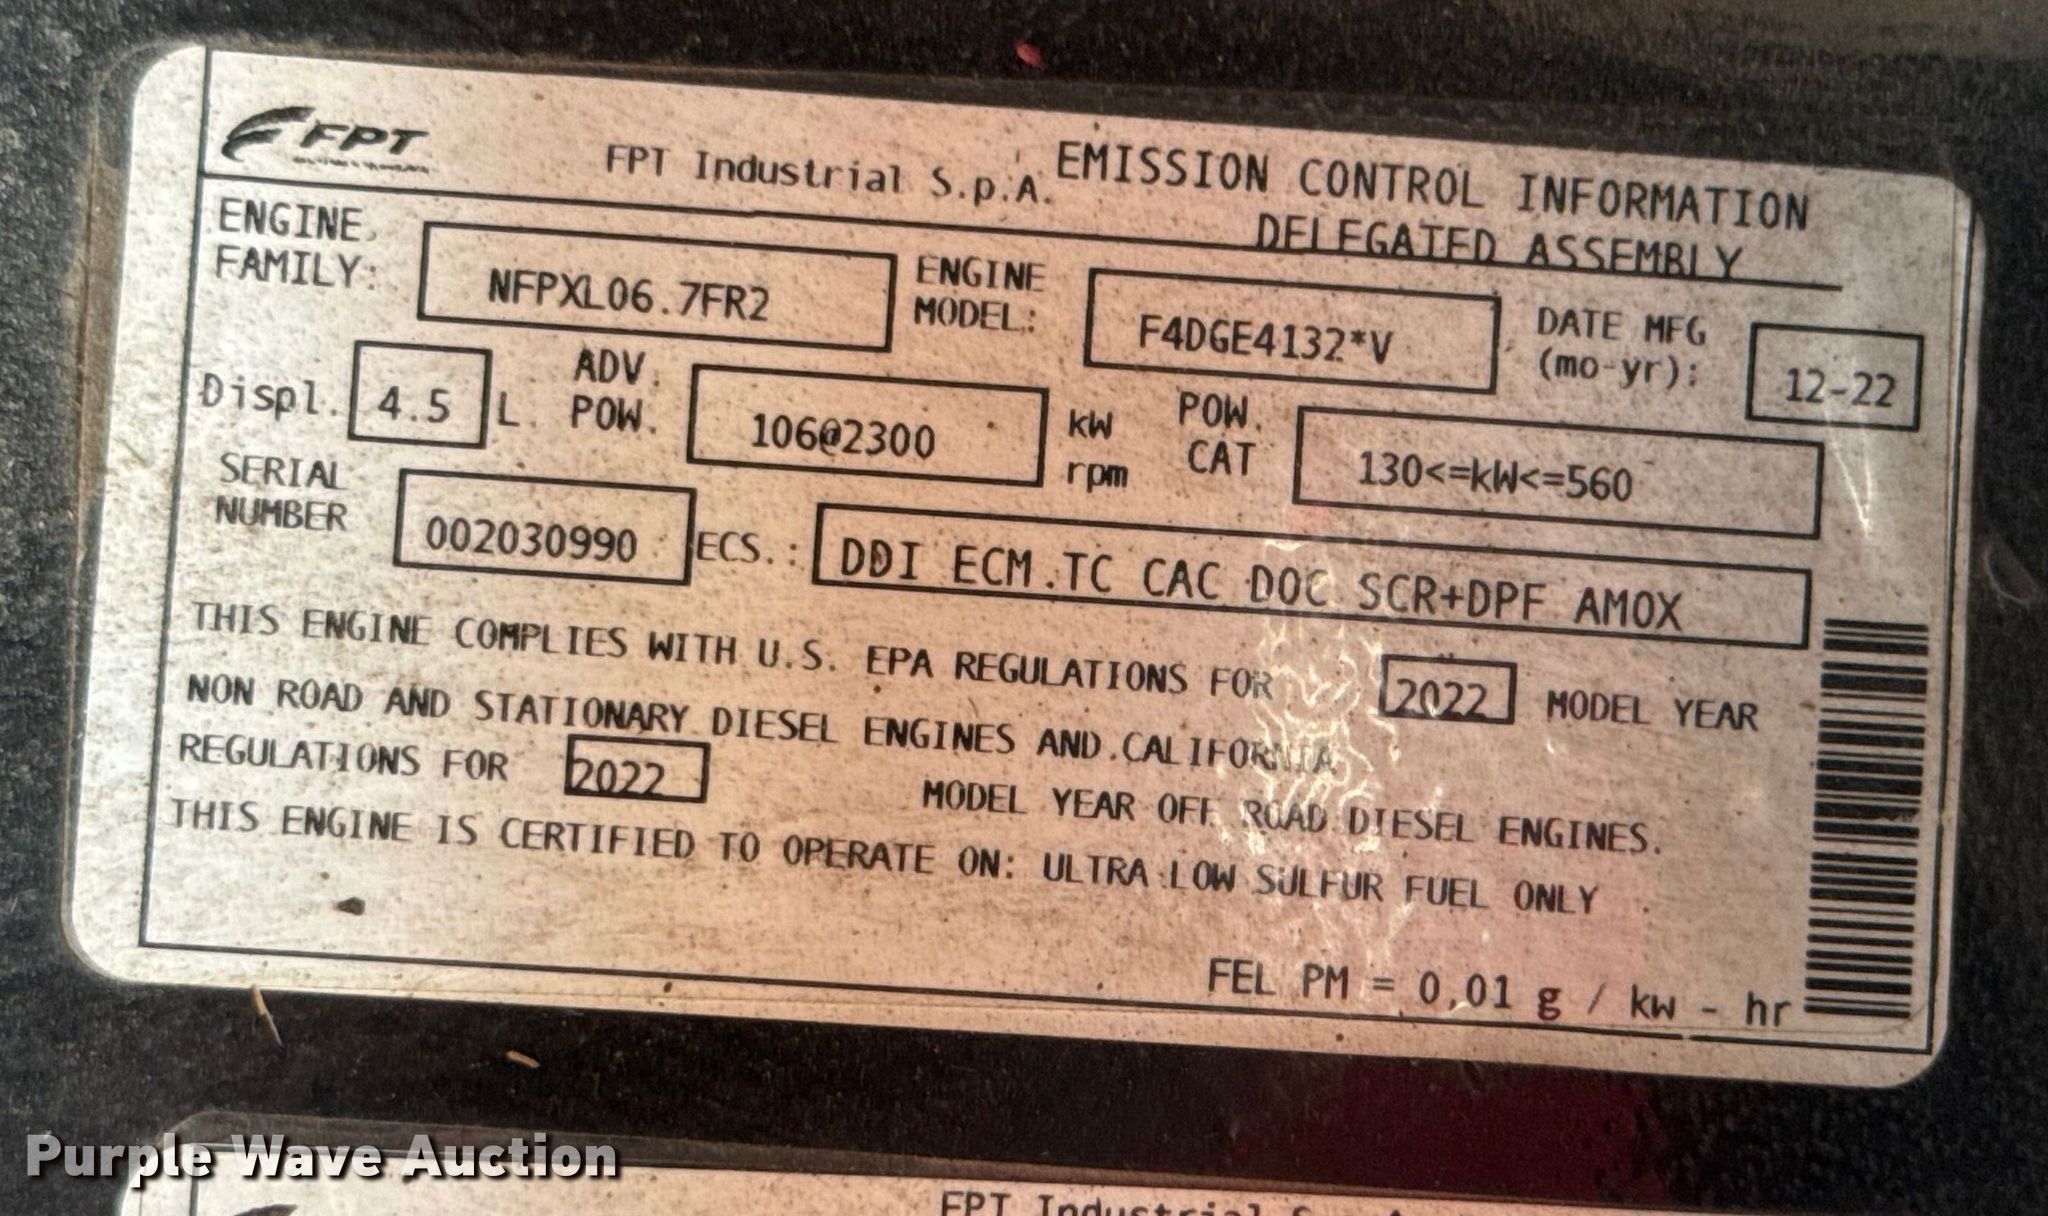 FPT
FPT Industrial S.p.A. EMISSION CONTROL INFORMATION
DELEGATED ASSEMBLY
ENGINE FAMILY: NFPXL06.7FR2 ENGINE MODEL: F4DGE4132*V DATE MFG (mo-yr): 12-22
Displ. 4.5 L. ADV. POW. 106@2300 kW rpm POW. CAT 130<=kW<=560
SERIAL NUMBER 002030990 ECS.: DDI ECM.TC CAC DOC SCR+DPF AMOX
THIS ENGINE COMPLIES WITH U.S. EPA REGULATIONS FOR 2022 MODEL YEAR
NON ROAD AND STATIONARY DIESEL ENGINES AND CALIFORNIA
REGULATIONS FOR 2022 MODEL YEAR OFF ROAD DIESEL ENGINES.
THIS ENGINE IS CERTIFIED TO OPERATE ON: ULTRA LOW SULFUR FUEL ONLY
FEL PM = 0,01 g / kw - hr
Purple Wave Auction
FPT Industrial